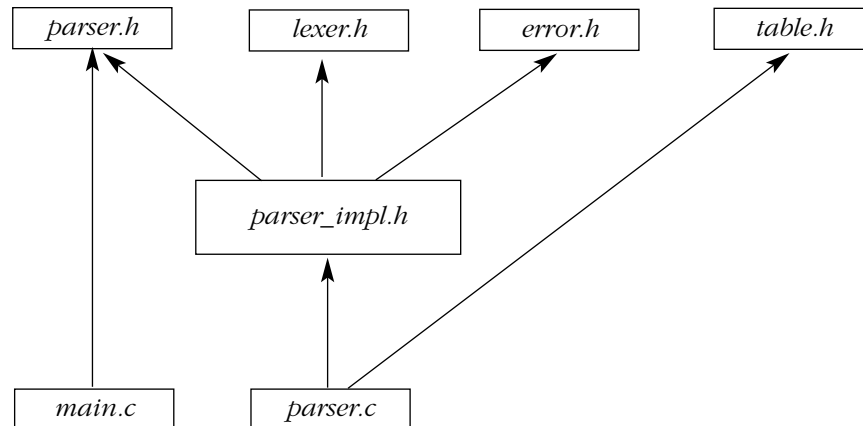 parser.h
lexer.h
error.h
table.h
parser_impl.h
main.c
parser.c